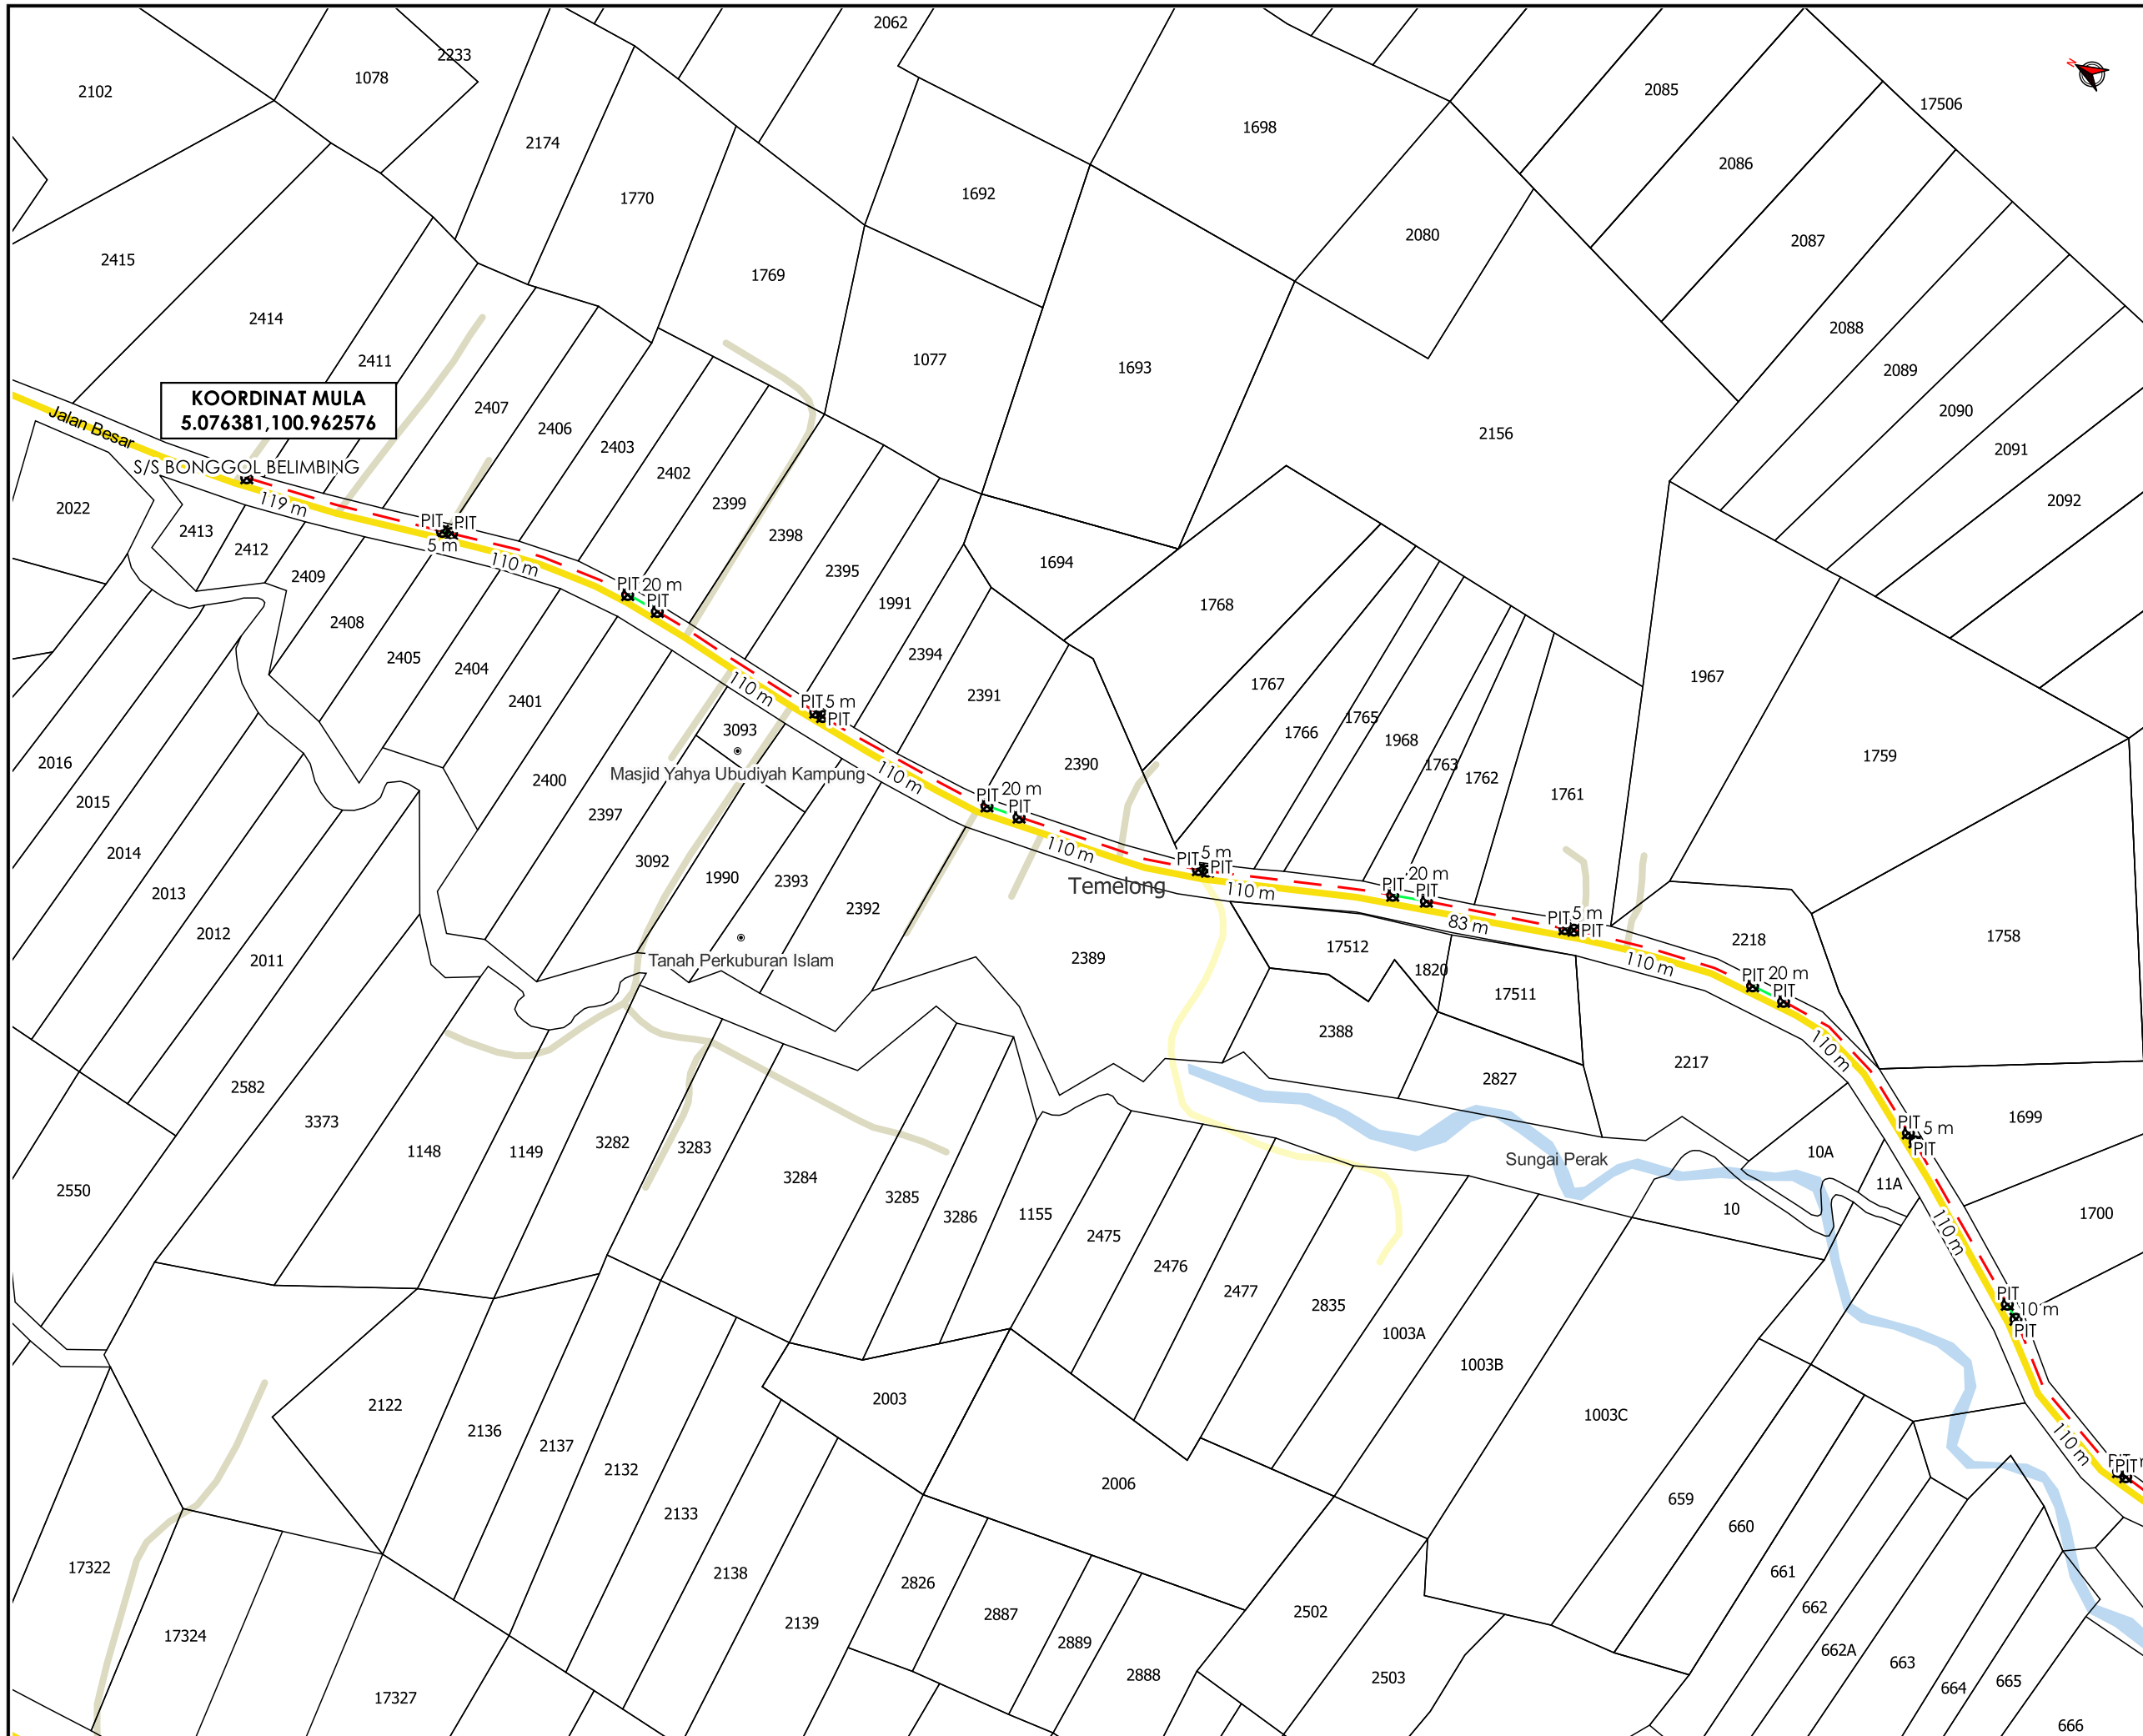 2062
2233
1078
2102
2085
N
17506
1698
2174
2086
1692
1770
2080
2087
2415
1769
2414
2088
2411
1077
1693
2089
KOORDINAT MULA
5.076381,100.962576
2407
2090
Jalan Besar
2406
2156
2403
2091
S/S BONGGOL BELIMBING
2402
2092
2399
119 m
2022
2413
PIT PIT
2398
5 m
2412
110 m
2409
1694
2395
PIT 20 m
PIT
1991
1768
2408
2394
2405
2404
1967
1767
110 m
2391
2401
PIT 5 m
PIT
1765
3093
1766
1968
1759
2016
Masjid Yahya Ubudiyah Kampung
2390
1763
2400
110 m
1762
2015
PIT 20 m
PIT
1761
2397
2014
110 m
PIT 5 m
PIT
3092
1990
2393
Temelong
110 m
PIT 20 m
PIT
2013
2392
PIT 5 m
PIT
83 m
2012
17512
2218
1758
2389
2011
Tanah Perkuburan Islam
1820
110 m
PIT 20 m
PIT
17511
2388
110 m
2217
2827
2582
3373
1699
PIT 5 m
PIT
3282
3283
1148
1149
10A
Sungai Perak
3284
11A
2550
3285
10
3286
1155
1700
2475
110 m
2476
2477
PIT
10 m
PIT
2835
1003A
1003B
2003
2122
1003C
2136
2137
110 m
2132
PIT
2006
659
2133
660
17322
2138
661
2826
662
2502
2887
2139
17324
2889
662A
663
2888
2503
665
664
17327
666